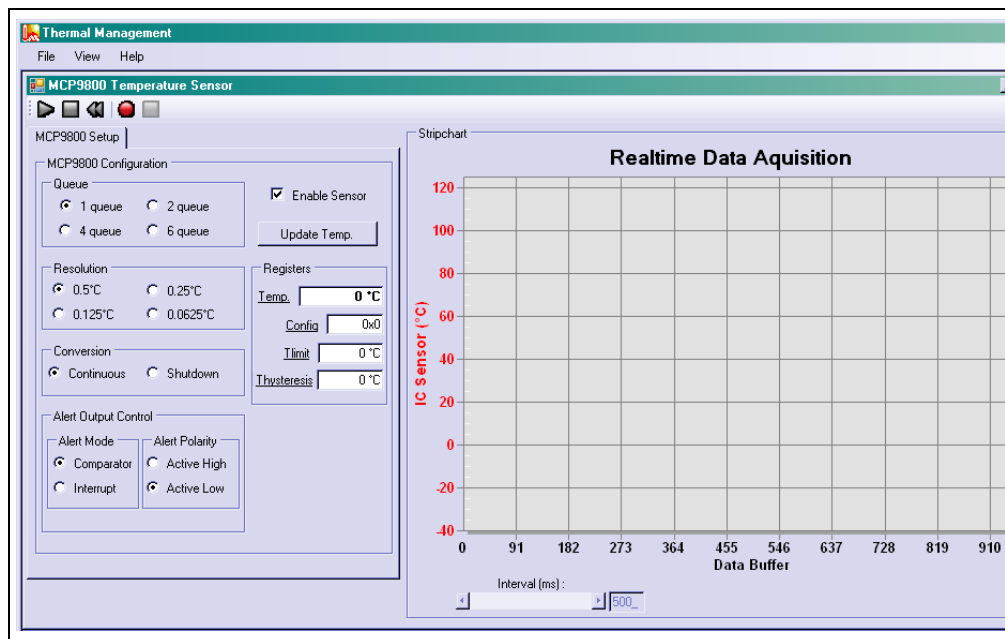 Thermal Management
File View Help
MCP9800 Temperature Sensor
MCP9800 Setup
MCP9800 Configuration
Queue
1 queue 2 queue
4 queue 6 queue
Enable Sensor
Update Temp.
Resolution
0.5°C 0.25°C
0.125°C 0.0625°C
Registers
Temp. 0 °C
Config 0x0
Tlimit 0 °C
Thysteresis 0 °C
Conversion
Continuous Shutdown
Alert Output Control
Alert Mode
Comparator
Interrupt
Alert Polarity
Active High
Active Low
Stripchart
Realtime Data Aquisition
IC Sensor (°C)
120
100
80
60
40
20
0
-20
-40
0 91 182 273 364 455 546 637 728 819 910
Data Buffer
Interval (ms) :
500_